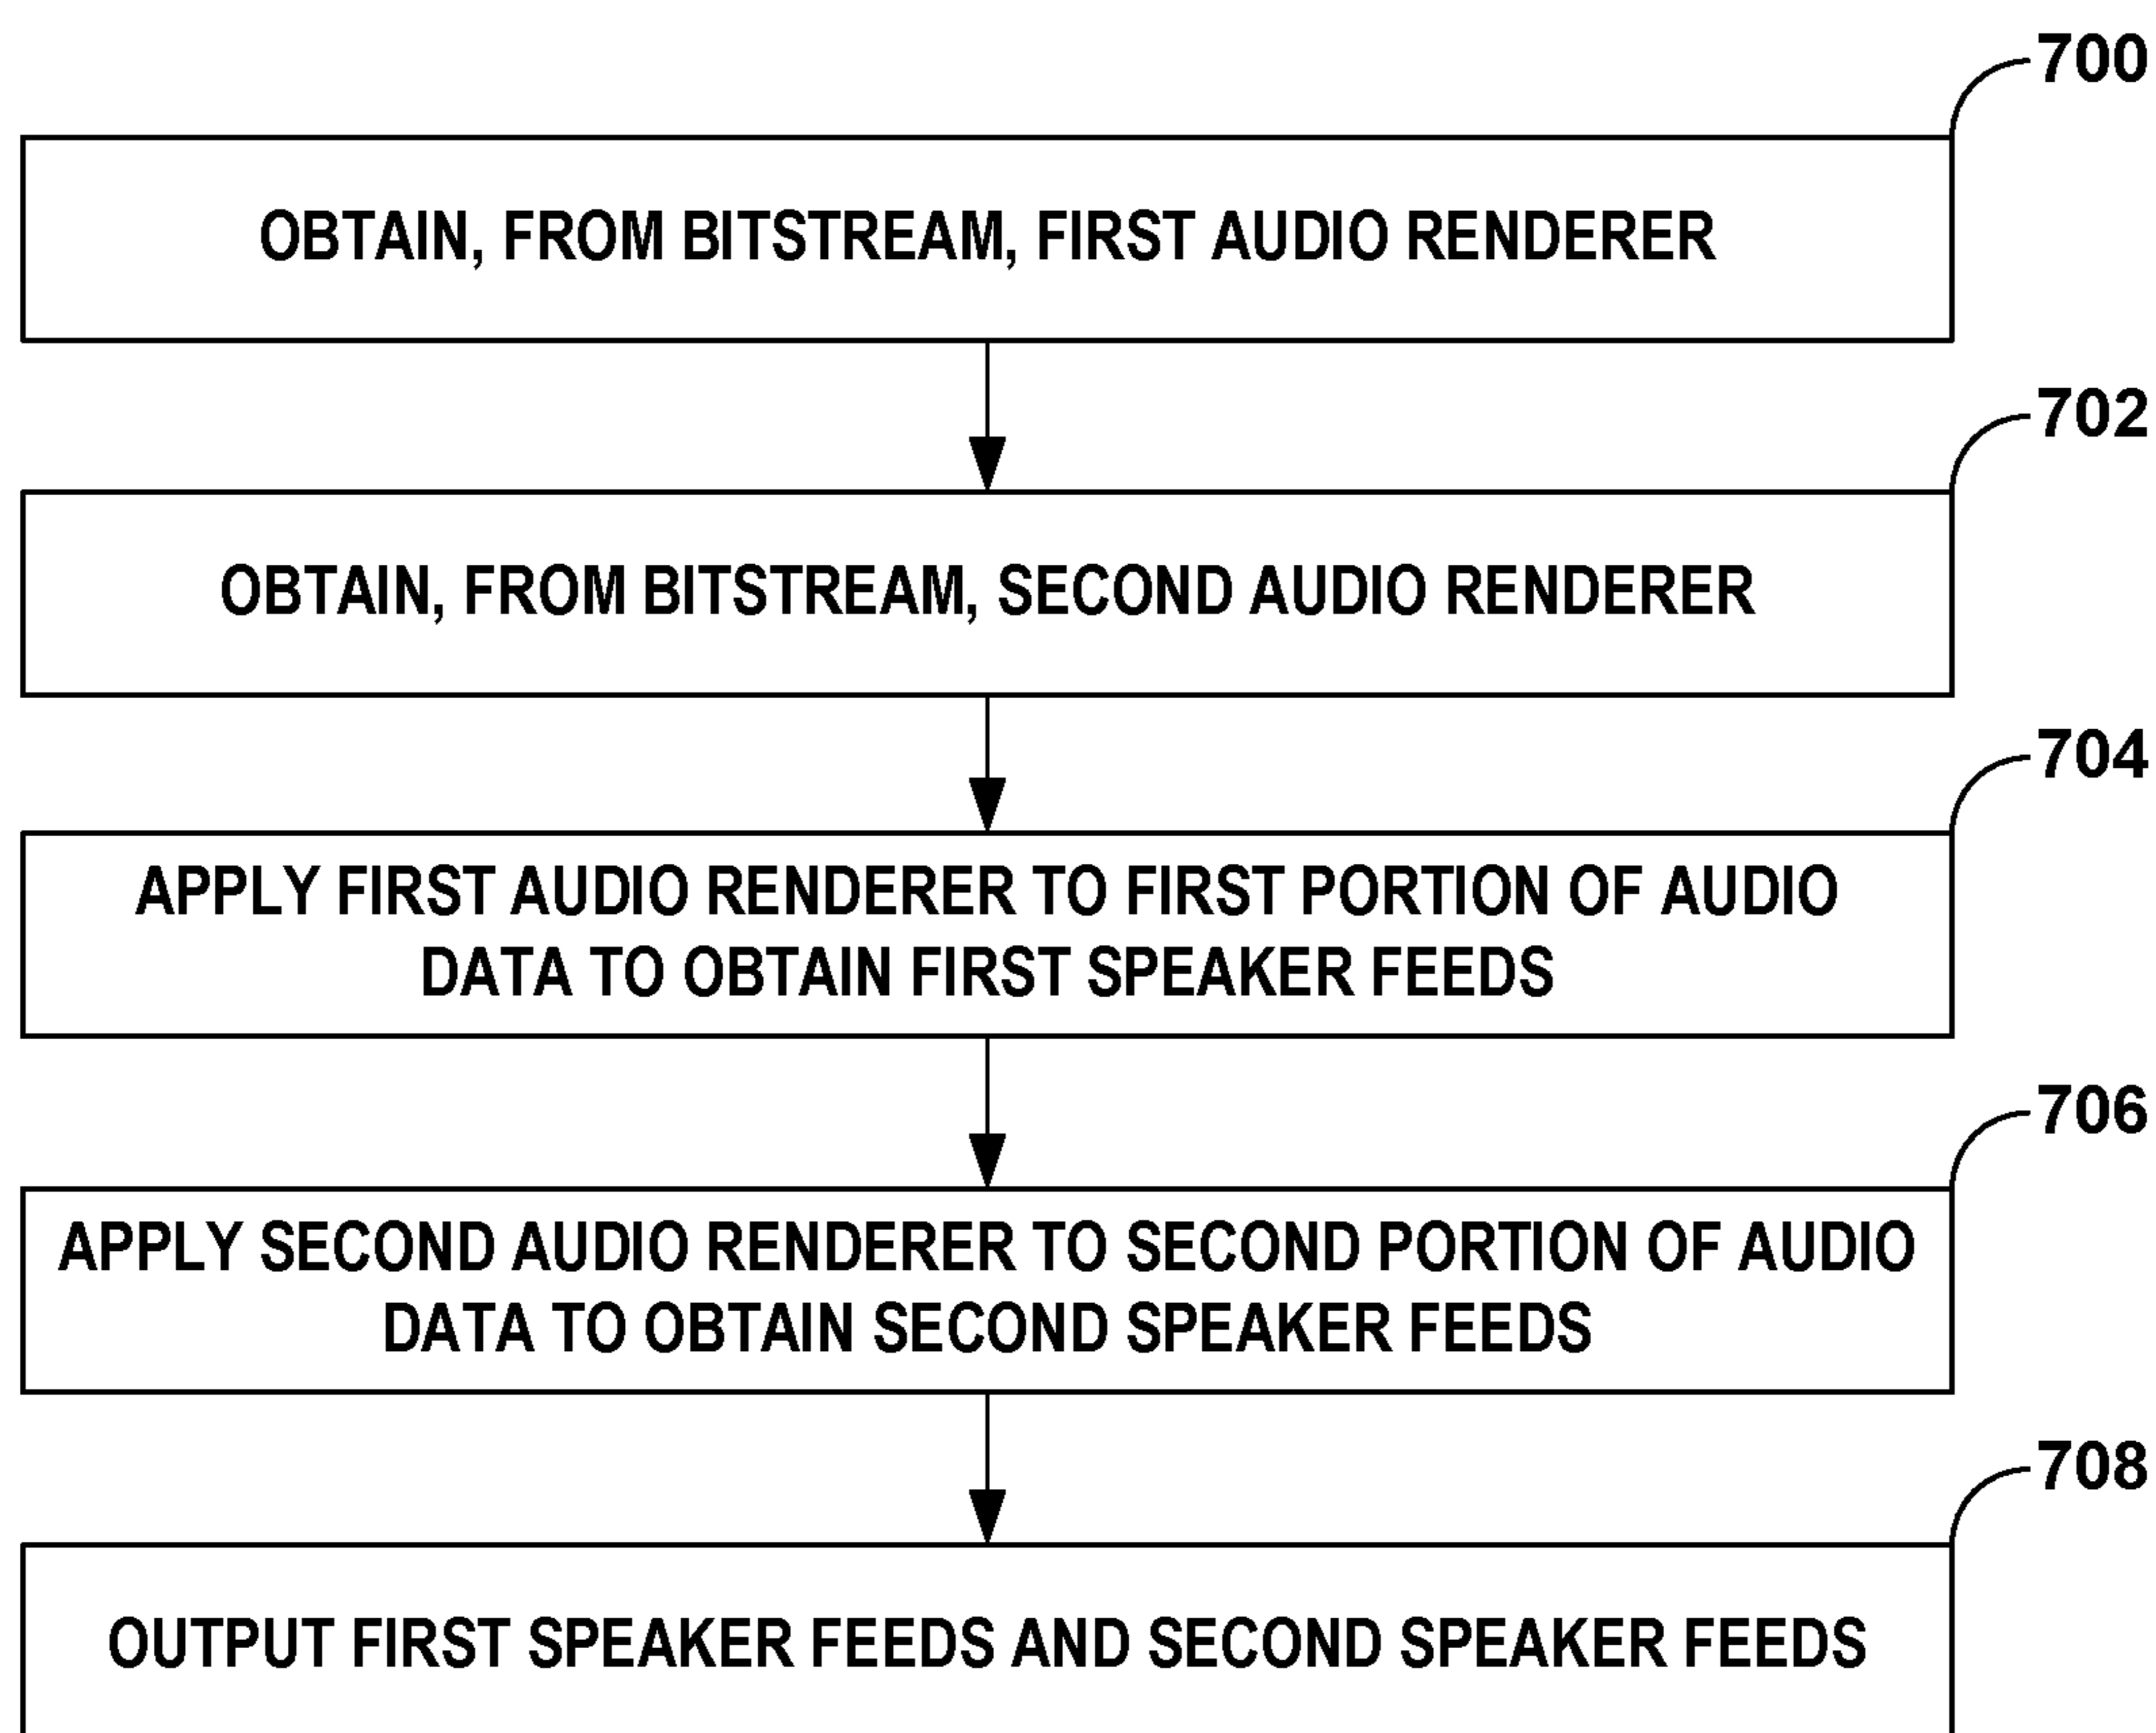 700
OBTAIN, FROM BITSTREAM, FIRST AUDIO RENDERER
702
OBTAIN, FROM BITSTREAM, SECOND AUDIO RENDERER
704
APPLY FIRST AUDIO RENDERER TO FIRST PORTION OF AUDIO
DATA TO OBTAIN FIRST SPEAKER FEEDS
706
APPLY SECOND AUDIO RENDERER TO SECOND PORTION OF AUDIO
DATA TO OBTAIN SECOND SPEAKER FEEDS
708
OUTPUT FIRST SPEAKER FEEDS AND SECOND SPEAKER FEEDS